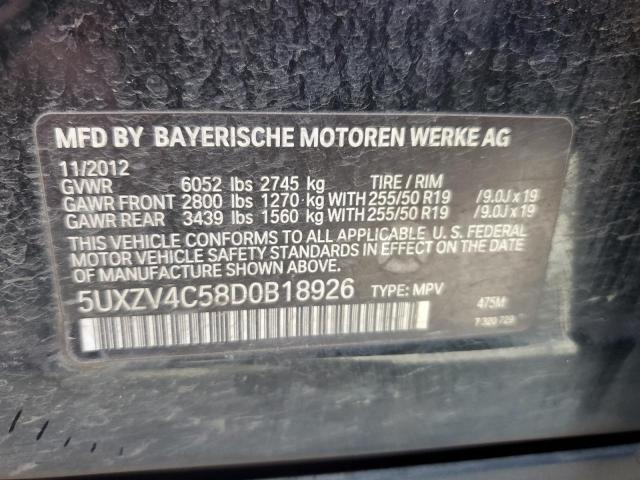 MFD BY BAYERISCHE MOTOREN WERKE AG
11/2012
GVWR 6052 lbs 2745 kg TIRE / RIM
GAWR FRONT 2800 lbs 1270 kg WITH 255/50 R19 /9.0J x 19
GAWR REAR 3439 lbs 1560 kg WITH 255/50 R19 /9.0J x 19
THIS VEHICLE CONFORMS TO ALL APPLICABLE U. S. FEDERAL
MOTOR VEHICLE SAFETY STANDARDS IN EFFECT ON THE DATE
OF MANUFACTURE SHOWN ABOVE.
5UXZV4C58D0B18926 TYPE: MPV 475M
7 320 729